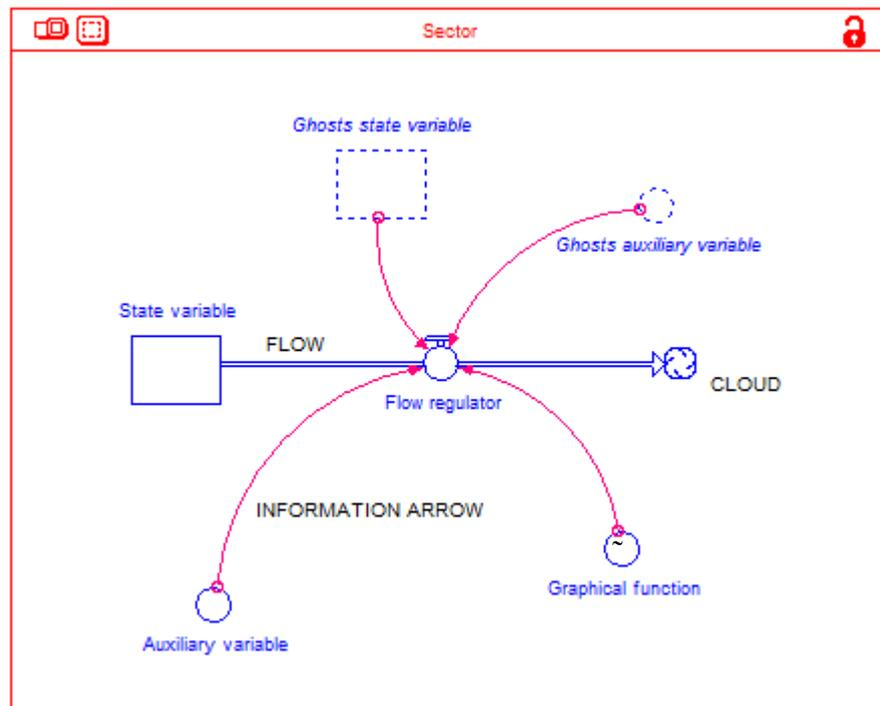 Sector
Ghosts state variable
Ghosts auxiliary variable
State variable
FLOW
CLOUD
Flow regulator
INFORMATION ARROW
~
Graphical function
Auxiliary variable